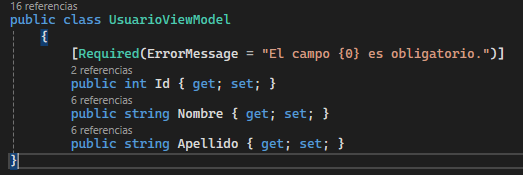 16 referencias
public class UsuarioViewModel
{
[Required(ErrorMessage = "El campo {0} es obligatorio.")]
2 referencias
public int Id { get; set; }
6 referencias
public string Nombre { get; set; }
6 referencias
public string Apellido { get; set; }
}